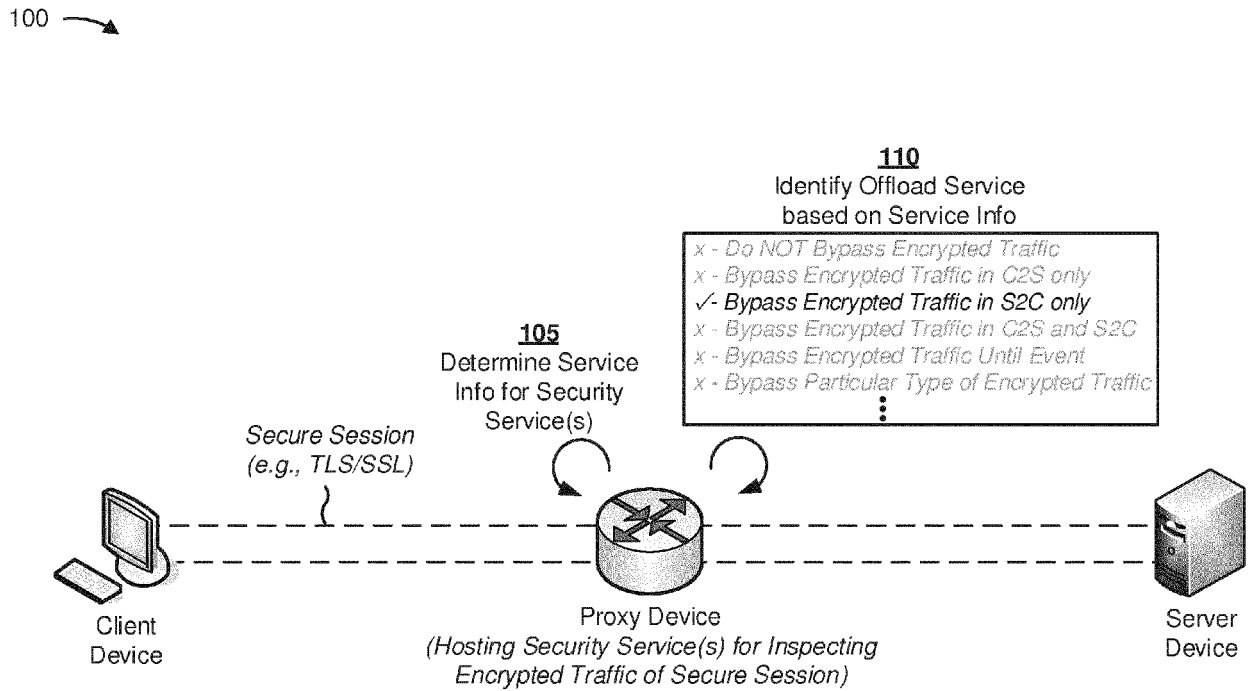 100
110
Identify Offload Service
based on Service Info
x - Do NOT Bypass Encrypted Traffic
x - Bypass Encrypted Traffic in C2S only
✓- Bypass Encrypted Traffic in S2C only
x - Bypass Encrypted Traffic in C2S and S2C
x - Bypass Encrypted Traffic Until Event
x - Bypass Particular Type of Encrypted Traffic
105
Determine Service
Info for Security
Service(s)
Secure Session
(e.g., TLS/SSL)
Client
Device
Proxy Device
(Hosting Security Service(s) for Inspecting
Encrypted Traffic of Secure Session)
Server
Device